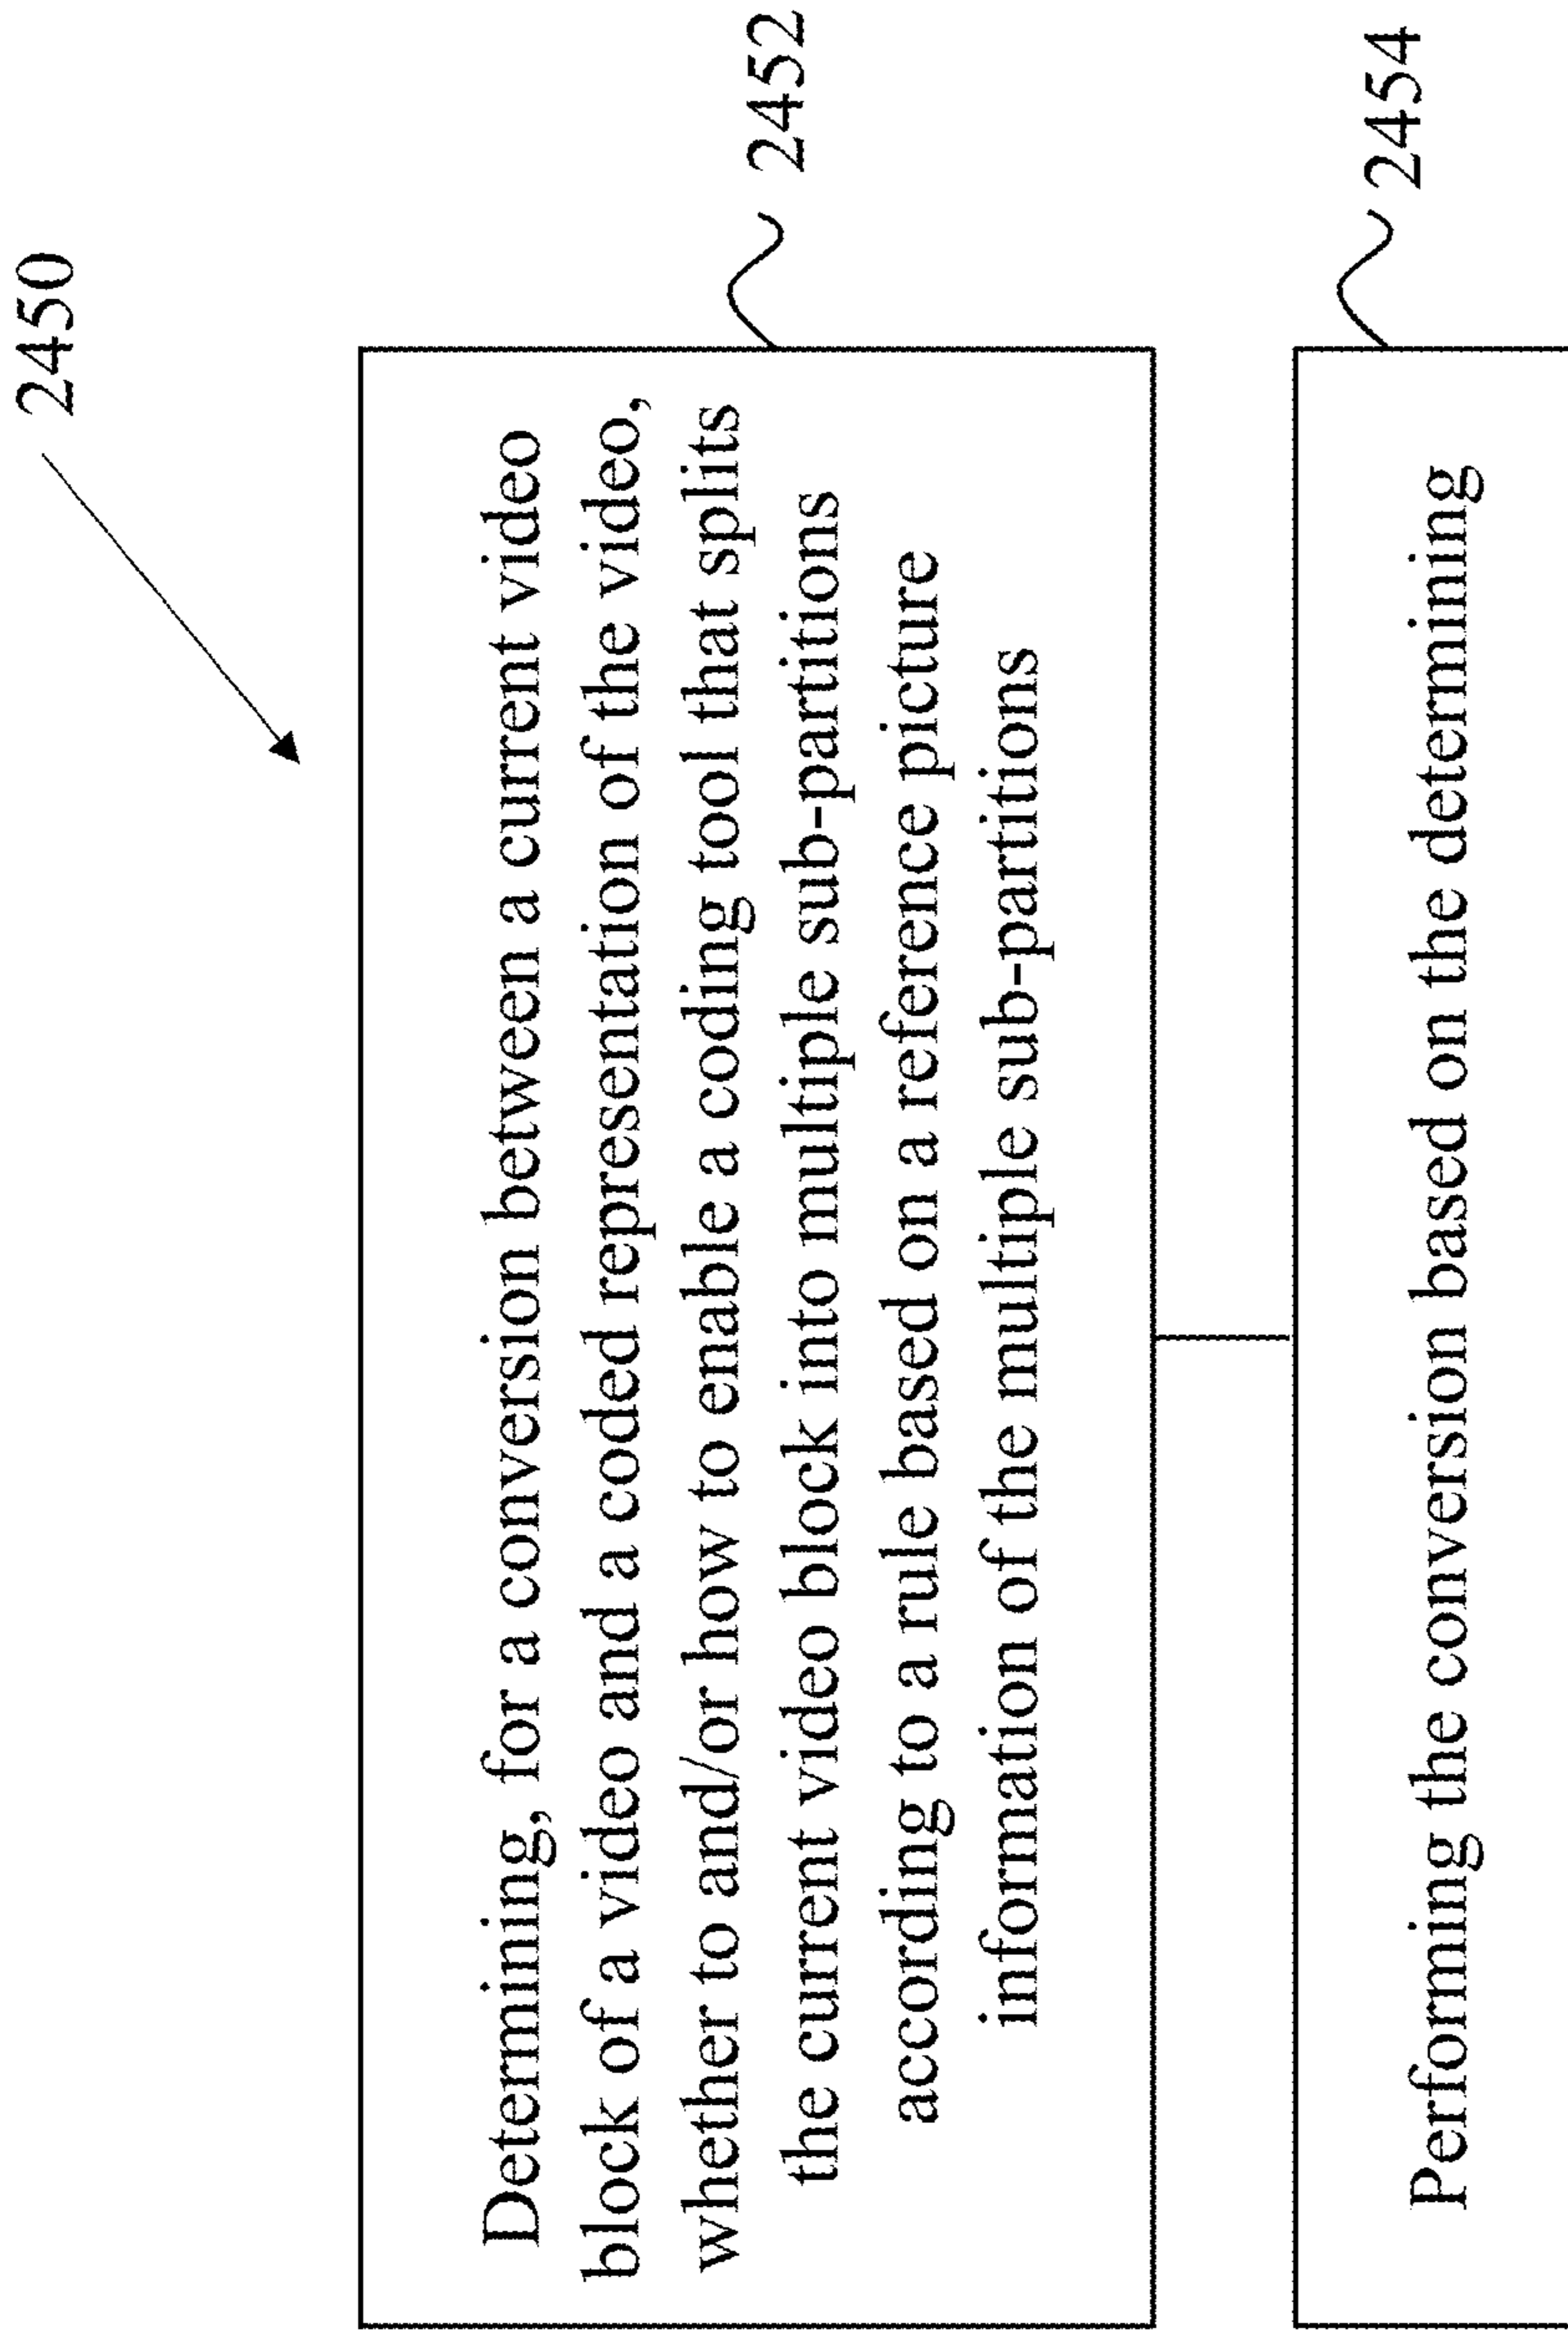 2450
Determining, for a conversion between a current video
block of a video and a coded representation of the video,
whether to and/or how to enable a coding tool that splits
the current video block into multiple sub-partitions
according to a rule based on a reference picture
information of the multiple sub-partitions
2452
Performing the conversion based on the determining
2454